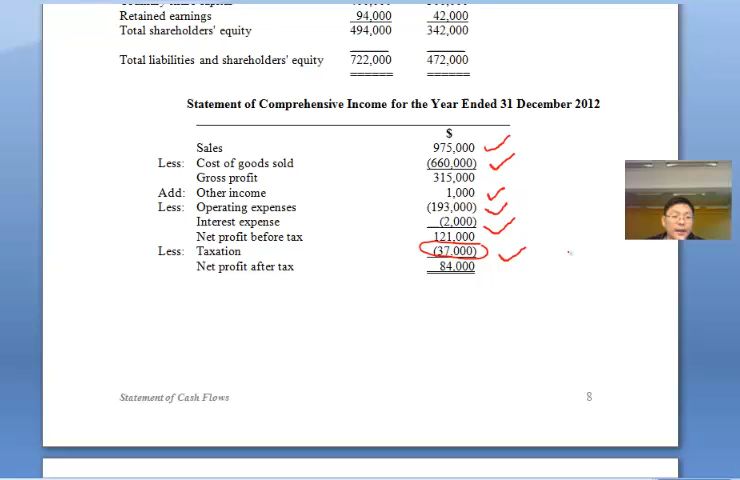 Retained earnings 94,000 42,000
Total shareholders' equity 494,000 342,000
Total liabilities and shareholders' equity 722,000 472,000
Statement of Comprehensive Income for the Year Ended 31 December 2012
$
Sales 975,000
Less: Cost of goods sold (660,000)
Gross profit 315,000
Add: Other income 1,000
Less: Operating expenses (193,000)
Interest expense (2,000)
Net profit before tax 121,000
Less: Taxation (37,000)
Net profit after tax 84,000
Statement of Cash Flows 8